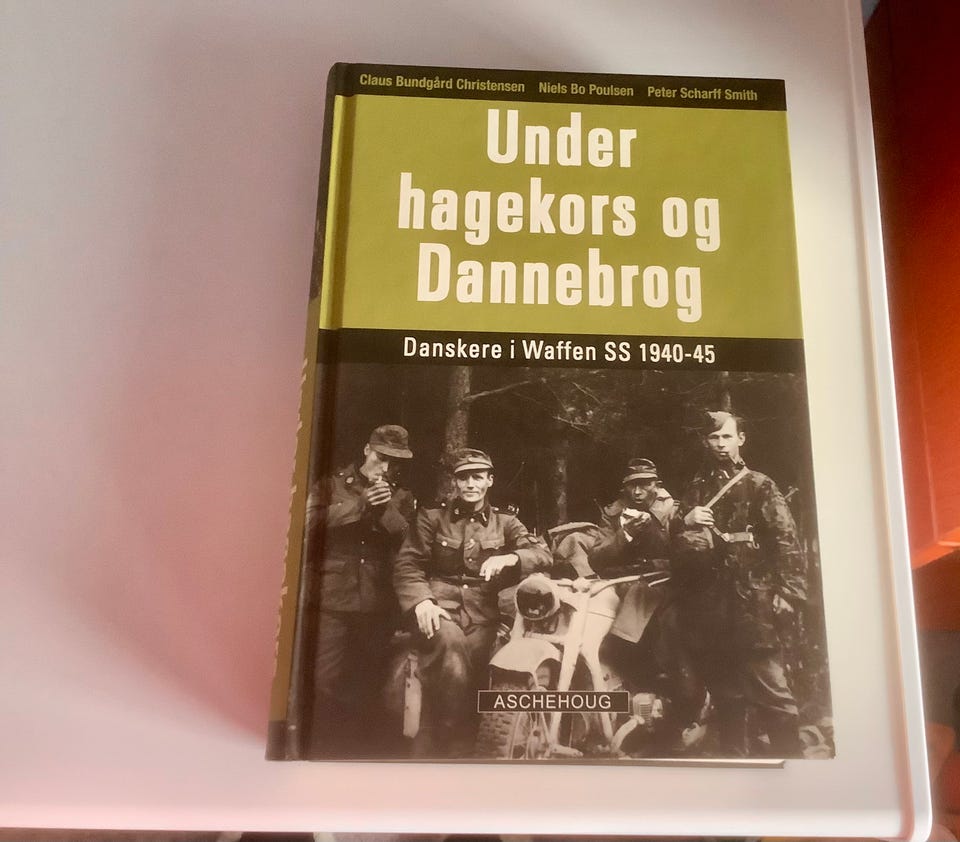 Claus Bundgård Christensen Niels Bo Poulsen Peter Scharff Smith
Under
hagekors og
Dannebrog
Danskere i Waffen SS 1940-45
ASCHEHOUG